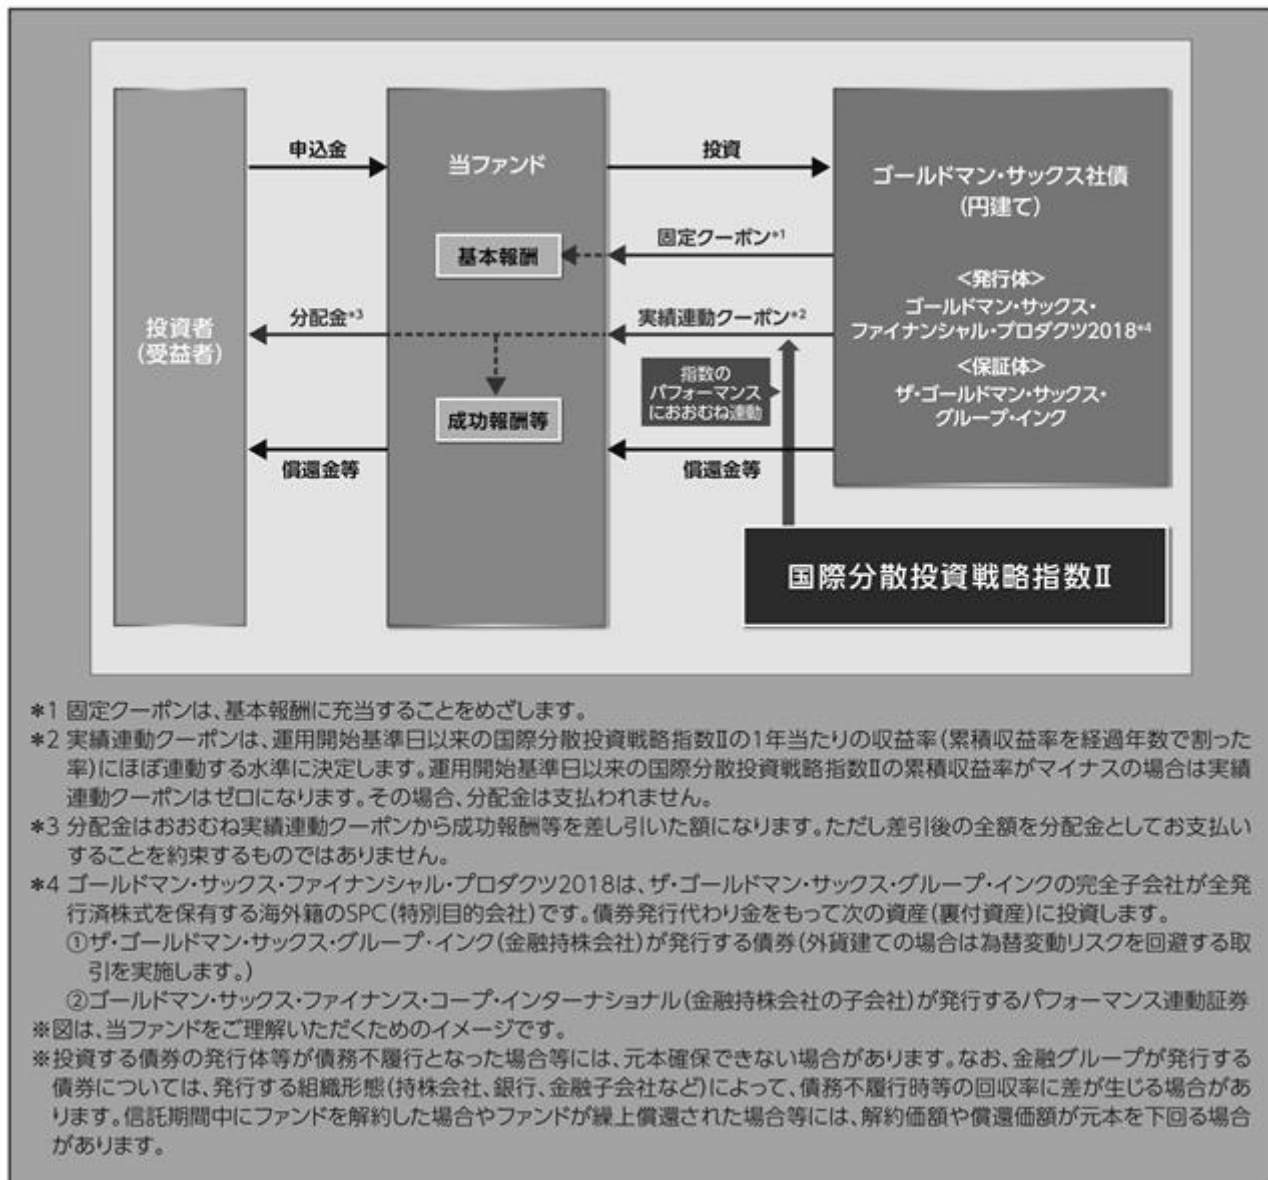 申込金
当ファンド
投資
ゴールドマン・サックス社債
(円建て)
固定クーポン*1
基本報酬
<発行体>
ゴールドマン・サックス・
ファイナンシャル・プロダクツ2018*4
分配金*3
実績連動クーポン*2
投資者
(受益者)
<保証体>
ザ・ゴールドマン・サックス・
グループ・インク
指数の
パフォーマンス
におおむね連動
成功報酬等
償還金等
償還金等
国際分散投資戦略指数Ⅱ
*1 固定クーポンは、基本報酬に充当することをめざします。
*2 実績連動クーポンは、運用開始基準日以来の国際分散投資戦略指数Ⅱの1年当たりの収益率(累積収益率を経過年数で割った
率)にほぼ連動する水準に決定します。運用開始基準日以来の国際分散投資戦略指数Ⅱの累積収益率がマイナスの場合は実績
連動クーポンはゼロになります。その場合、分配金は支払われません。
*3 分配金はおおむね実績連動クーポンから成功報酬等を差し引いた額になります。ただし差引後の全額を分配金としてお支払い
することを約束するものではありません。
*4 ゴールドマン・サックス・ファイナンシャル・プロダクツ2018は、ザ・ゴールドマン・サックス・グループ・インクの完全子会社が全発
行済株式を保有する海外籍のSPC(特別目的会社)です。債券発行代わり金をもって次の資産(裏付資産)に投資します。
①ザ・ゴールドマン・サックス・グループ・インク(金融持株会社)が発行する債券(外貨建ての場合は為替変動リスクを回避する取
引を実施します。)
②ゴールドマン・サックス・ファイナンス・コープ・インターナショナル(金融持株会社の子会社)が発行するパフォーマンス連動証券
※図は、当ファンドをご理解いただくためのイメージです。
※投資する債券の発行体等が債務不履行となった場合等には、元本確保できない場合があります。なお、金融グループが発行する
債券については、発行する組織形態(持株会社、銀行、金融子会社など)によって、債務不履行時等の回収率に差が生じる場合があ
ります。信託期間中にファンドを解約した場合やファンドが繰上償還された場合等には、解約価額や償還価額が元本を下回る場合
があります。